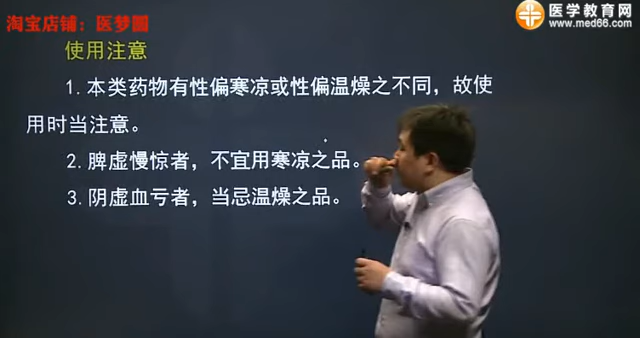 淘宝店铺：医梦圆
医学教育网
www.med66.com
使用注意
1.本类药物有性偏寒凉或性偏温燥之不同，故使
用时当注意。
2.脾虚慢惊者，不宜用寒凉之品。
3.阴虚血亏者，当忌温燥之品。